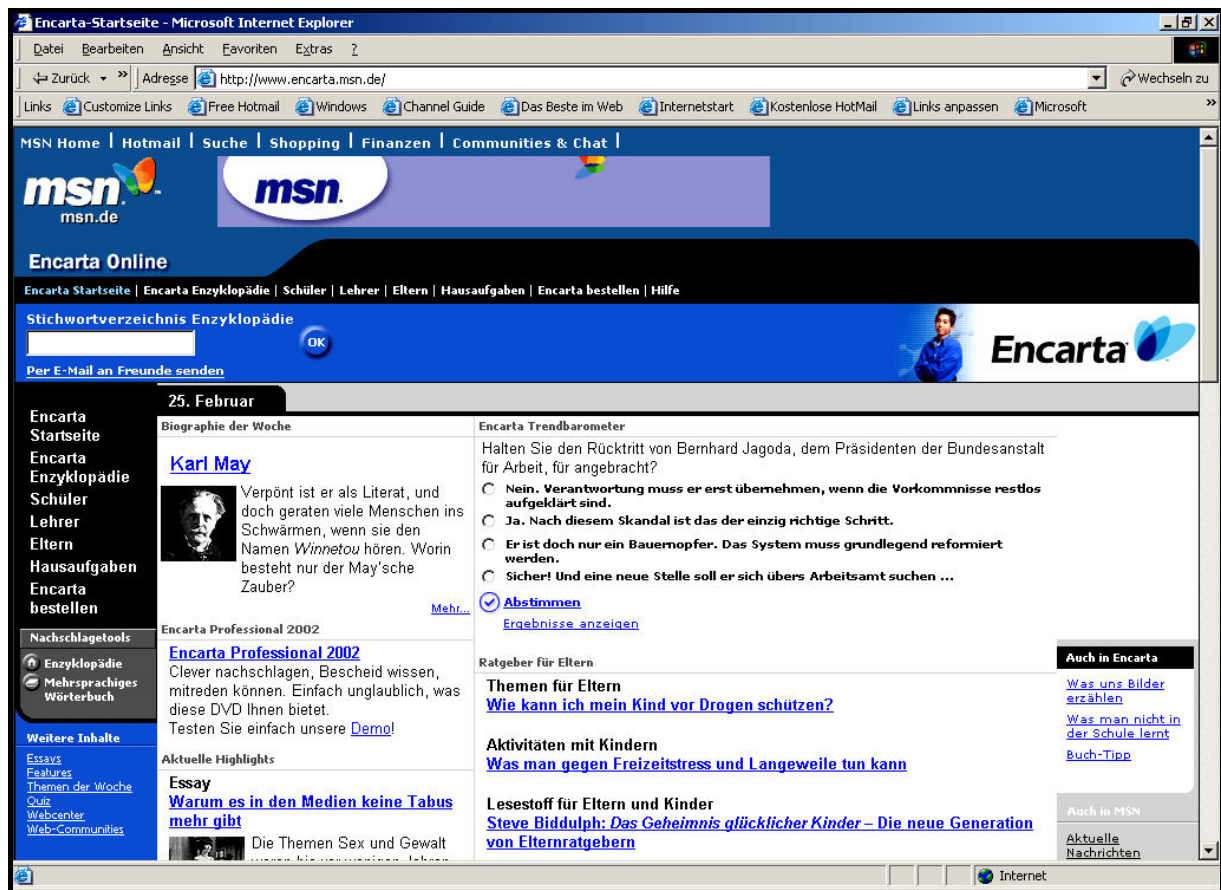 Encarta-Startseite - Microsoft Internet Explorer
Datei Bearbeiten Ansicht Favoriten Extras ?
Zurück » Adresse http://www.encarta.msn.de/ Wechseln zu
Links Customize Links Free Hotmail Windows Channel Guide Das Beste im Web Internetstart Kostenlose HotMail Links anpassen Microsoft »
MSN Home | Hotmail | Suche | Shopping | Finanzen | Communities & Chat |
msn.™
msn.de
msn.
Encarta Online
Encarta Startseite | Encarta Enzyklopädie | Schüler | Lehrer | Eltern | Hausaufgaben | Encarta bestellen | Hilfe
Stichwortverzeichnis Enzyklopädie
OK
Per E-Mail an Freunde senden
Encarta
Encarta
Startseite
Encarta
Enzyklopädie
Schüler
Lehrer
Eltern
Hausaufgaben
Encarta
bestellen
Nachschlagetools
Enzyklopädie
Mehrsprachiges
Wörterbuch
Weitere Inhalte
Essays
Features
Themen der Woche
Quiz
Webcenter
Web-Communities
25. Februar
Biographie der Woche
Karl May
Verpönt ist er als Literat, und
doch geraten viele Menschen ins
Schwärmen, wenn sie den
Namen Winnetou hören. Worin
besteht nur der May'sche
Zauber?
Mehr...
Encarta Professional 2002
Encarta Professional 2002
Clever nachschlagen, Bescheid wissen,
mitreden können. Einfach unglaublich, was
diese DVD Ihnen bietet.
Testen Sie einfach unsere Demo!
Aktuelle Highlights
Essay
Warum es in den Medien keine Tabus
mehr gibt
Die Themen Sex und Gewalt
Encarta Trendbarometer
Halten Sie den Rücktritt von Bernhard Jagoda, dem Präsidenten der Bundesanstalt
für Arbeit, für angebracht?
Nein. Verantwortung muss er erst übernehmen, wenn die Vorkommnisse restlos
aufgeklärt sind.
Ja. Nach diesem Skandal ist das der einzig richtige Schritt.
Er ist doch nur ein Bauernopfer. Das System muss grundlegend reformiert
werden.
Sicher! Und eine neue Stelle soll er sich übers Arbeitsamt suchen ...
Abstimmen
Ergebnisse anzeigen
Ratgeber für Eltern
Themen für Eltern
Wie kann ich mein Kind vor Drogen schützen?
Aktivitäten mit Kindern
Was man gegen Freizeitstress und Langeweile tun kann
Lesestoff für Eltern und Kinder
Steve Biddulph: Das Geheimnis glücklicher Kinder – Die neue Generation
von Elternratgebern
Auch in Encarta
Was uns Bilder
erzählen
Was man nicht in
der Schule lernt
Buch-Tipp
Auch in MSN
Aktuelle
Nachrichten
Internet